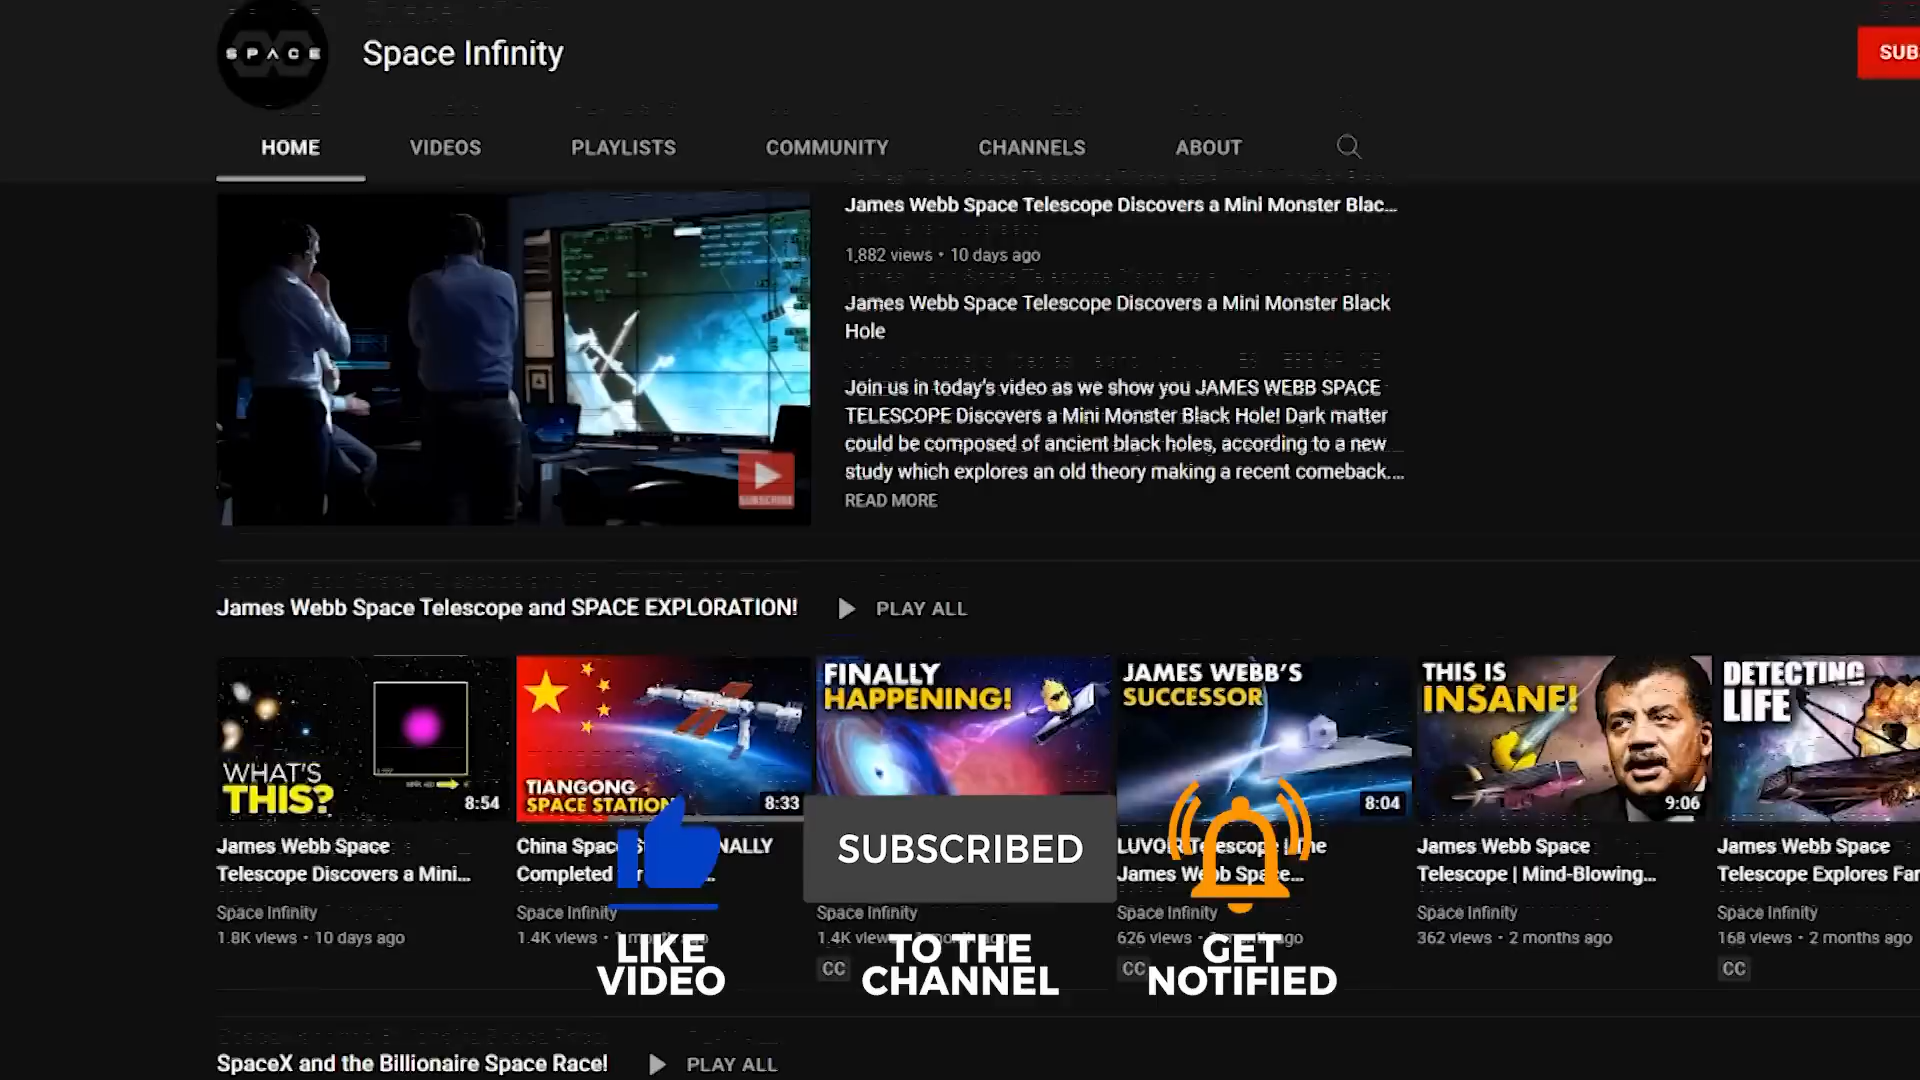 SPACE
Space Infinity
SUB
HOME
VIDEOS
PLAYLISTS
COMMUNITY
CHANNELS
ABOUT
James Webb Space Telescope Discovers a Mini Monster Blac...
1,882 views • 10 days ago
James Webb Space Telescope Discovers a Mini Monster Black
Hole
Join us in today's video as we show you JAMES WEBB SPACE
TELESCOPE Discovers a Mini Monster Black Hole! Dark matter
could be composed of ancient black holes, according to a new
study which explores an old theory making a recent comeback....
READ MORE
SUBSCRIBE
James Webb Space Telescope and SPACE EXPLORATION!
PLAY ALL
WHAT'S
THIS?
8:54
TIANGONG
SPACE STATION
8:33
FINALLY
HAPPENING!
JAMES WEBB'S
SUCCESSOR
8:04
THIS IS
INSANE!
9:06
DETECTING
LIFE
James Webb Space
Telescope Discovers a Mini...
Space Infinity
1.8K views • 10 days ago
China Space
Completed
Space Infinity
1.4K views •
SUBSCRIBED
Space Infinity
1.4K
CC
Telescope
James Web Space...
Space Infinity
626 views •
CC
James Webb Space
Telescope | Mind-Blowing...
Space Infinity
362 views • 2 months ago
James Webb Space
Telescope Explores Far
Space Infinity
168 views • 2 months ago
CC
LIKE
VIDEO
TO THE
CHANNEL
GET
NOTIFIED
SpaceX and the Billionaire Space Race!
PLAY ALL